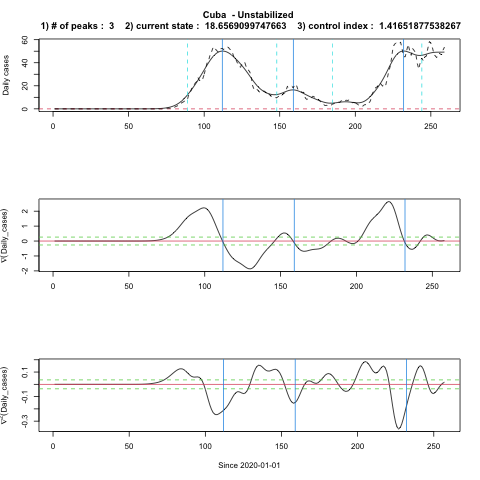 Cuba - Unstabilized
1) # of peaks : 3 2) current state : 18.6569099747663 3) control index : 1.41651877538267
Daily cases
60
40
20
0
0 50 100 150 200 250
∇(Daily_cases)
2
1
0
-1
-2
0 50 100 150 200 250
∇²(Daily_cases)
0.1
-0.1
-0.3
0 50 100 150 200 250
Since 2020-01-01